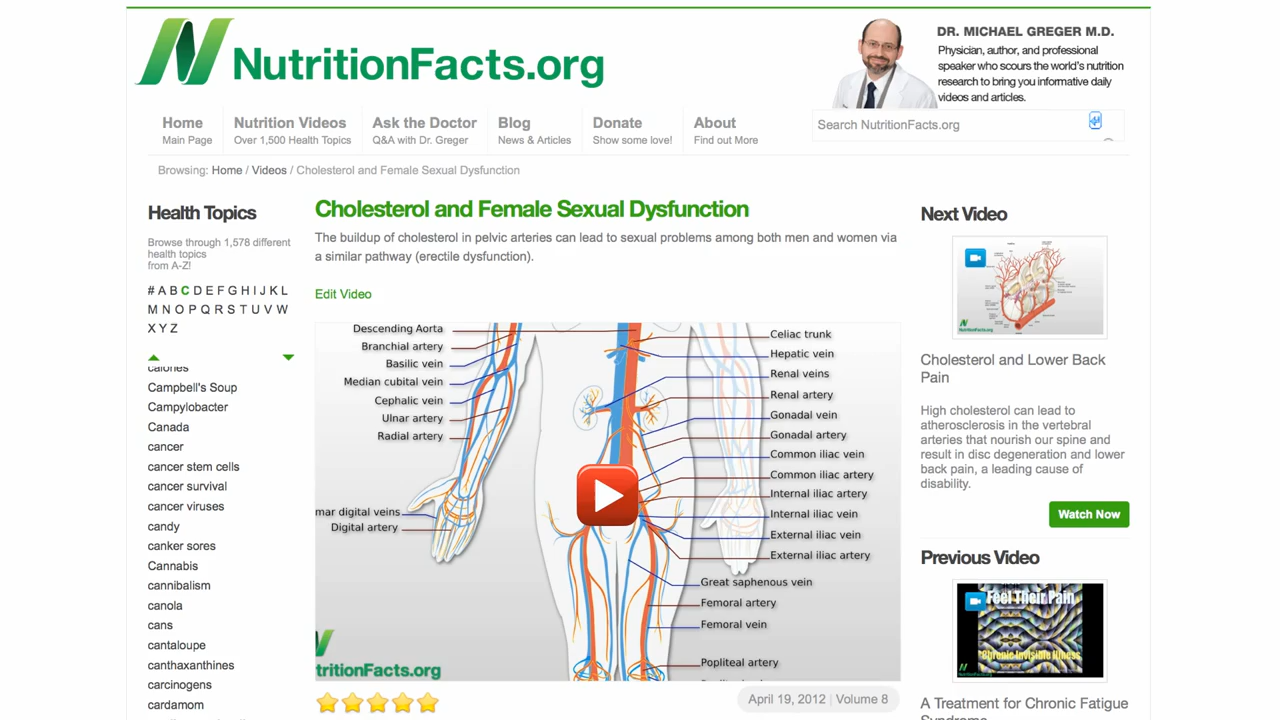 NutritionFacts.org
DR. MICHAEL GREGER M.D.
Physician, author, and professional
speaker who scours the world's nutrition
research to bring you informative daily
videos and articles.
Home
Main Page
Nutrition Videos
Over 1,500 Health Topics
Ask the Doctor
Q&A with Dr. Greger
Blog
News & Articles
Donate
Show some love!
About
Find out More
Search NutritionFacts.org
Browsing: Home / Videos / Cholesterol and Female Sexual Dysfunction
Health Topics
Browse through 1,578 different
health topics
from A-Z!
# A B C D E F G H I J K L
M N O P Q R S T U V W
X Y Z
calories
Campbell's Soup
Campylobacter
Canada
cancer
cancer stem cells
cancer survival
cancer viruses
candy
canker sores
Cannabis
cannibalism
canola
cans
cantaloupe
canthaxanthines
carcinogens
cardamom
Cholesterol and Female Sexual Dysfunction
The buildup of cholesterol in pelvic arteries can lead to sexual problems among both men and women via
a similar pathway (erectile dysfunction).
Edit Video
Descending Aorta
Branchial artery
Basilic vein
Median cubital vein
Cephalic vein
Ulnar artery
Radial artery
mar digital veins
Digital artery
Celiac trunk
Hepatic vein
Renal veins
Renal artery
Gonadal vein
Gonadal artery
Common iliac vein
Common iliac artery
Internal iliac artery
Internal iliac vein
External iliac vein
External iliac artery
Great saphenous vein
Femoral artery
Femoral vein
Popliteal artery
tritionFacts.org
April 19, 2012 | Volume 8
Next Video
NutritionFacts.org
Cholesterol and Lower Back
Pain
High cholesterol can lead to
atherosclerosis in the vertebral
arteries that nourish our spine and
result in disc degeneration and lower
back pain, a leading cause of
disability.
Watch Now
Previous Video
Feel Their Pain
Chronic Invisible Illness
A Treatment for Chronic Fatigue
Syndrome